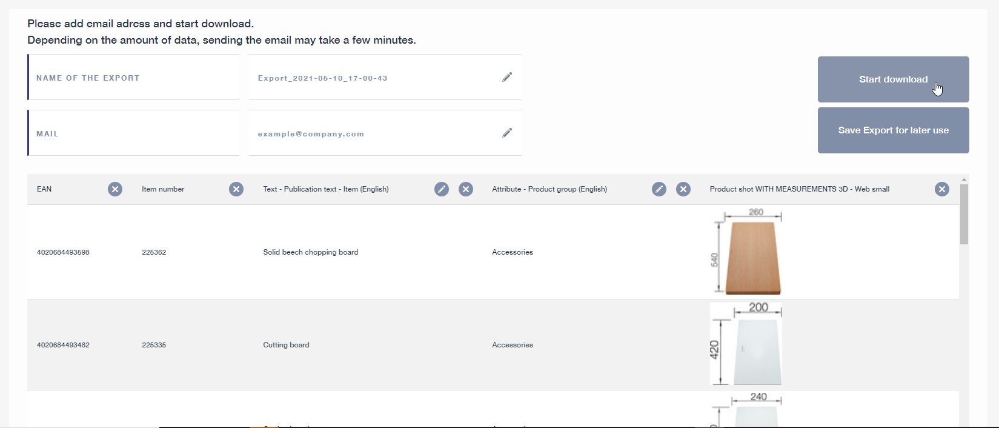 Please add email adress and start download.
Depending on the amount of data, sending the email may take a few minutes.
NAME OF THE EXPORT
Export_2021-05-10_17-00-43
Start download
MAIL
example@company.com
Save Export for later use
EAN Item number Text - Publication text - Item (English) Attribute - Product group (English) Product shot WITH MEASUREMENTS 3D - Web small
260
540
4020684493598 225362 Solid beech chopping board Accessories
200
420
4020684493482 225335 Cutting board Accessories
240